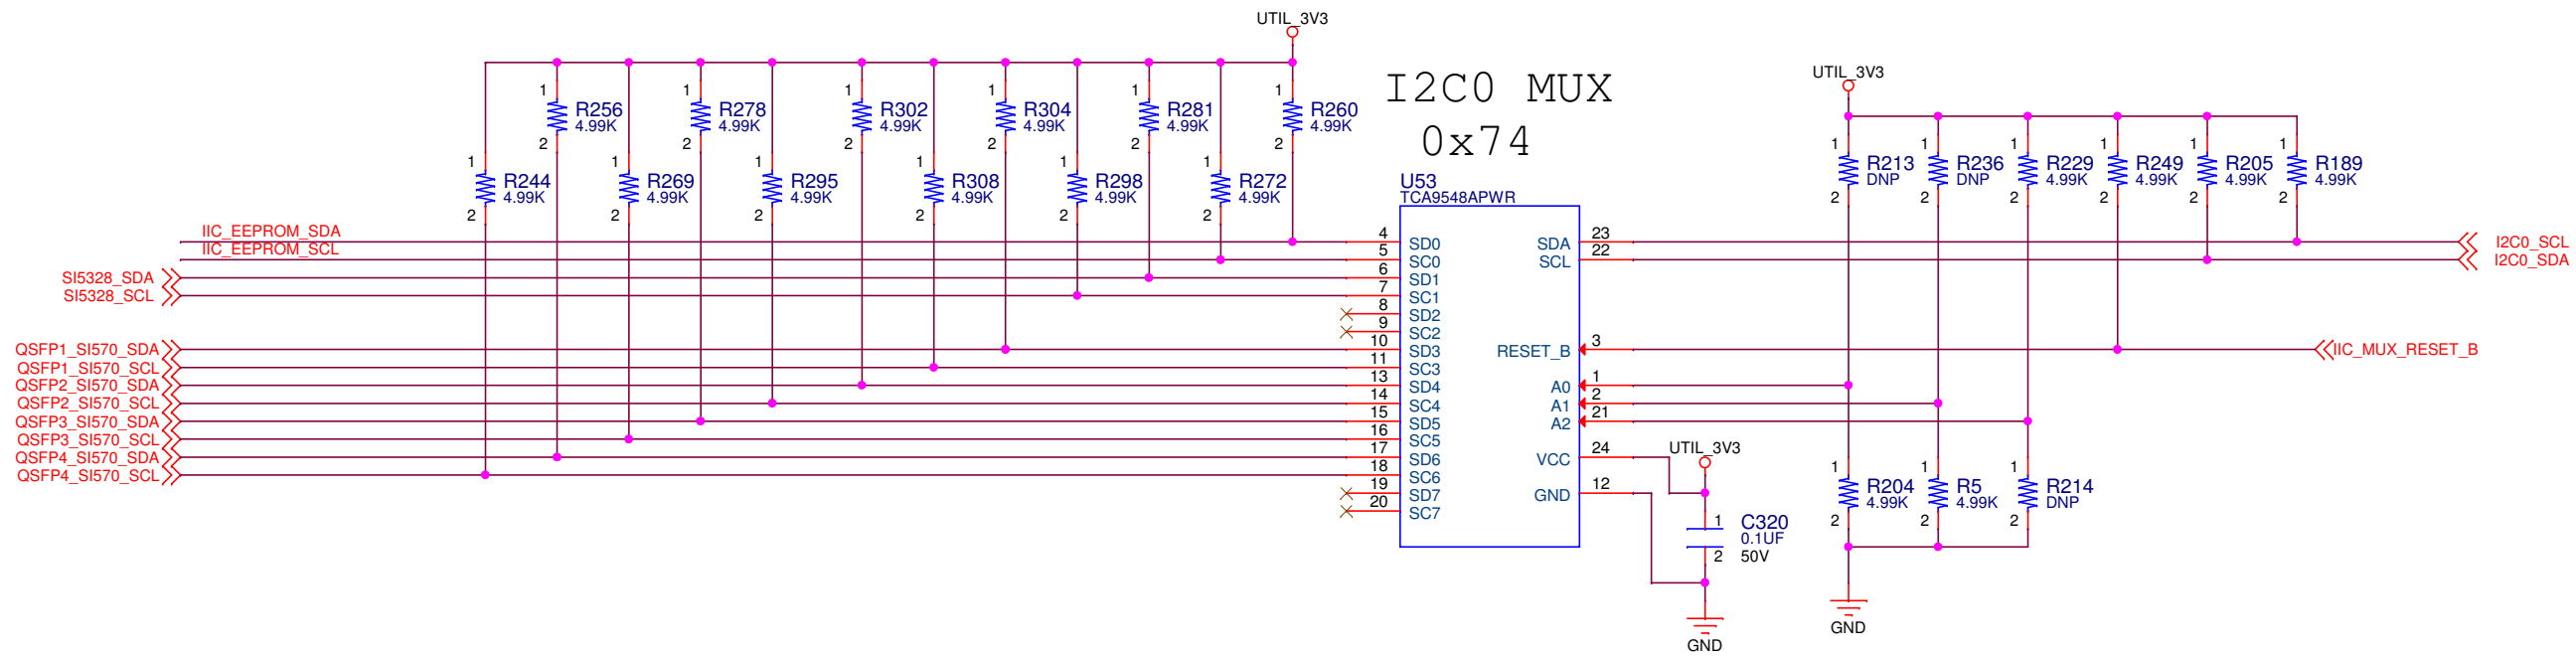 UTIL_3V3
I2C0 MUX
0x74
UTIL_3V3
1
R256
4.99K
2
1
R278
4.99K
2
1
R302
4.99K
2
1
R304
4.99K
2
1
R281
4.99K
2
1
R260
4.99K
2
1
R244
4.99K
2
1
R269
4.99K
2
1
R295
4.99K
2
1
R308
4.99K
2
1
R298
4.99K
2
1
R272
4.99K
2
1
R213
DNP
2
1
R236
DNP
2
1
R229
4.99K
2
1
R249
4.99K
2
1
R205
4.99K
2
1
R189
4.99K
2
IIC_EEPROM_SDA
IIC_EEPROM_SCL
SI5328_SDA
SI5328_SCL
QSFP1_SI570_SDA
QSFP1_SI570_SCL
QSFP2_SI570_SDA
QSFP2_SI570_SCL
QSFP3_SI570_SDA
QSFP3_SI570_SCL
QSFP4_SI570_SDA
QSFP4_SI570_SCL
U53
TCA9548APWR
4 SD0
5 SC0
6 SD1
7 SC1
8 SD2
9 SC2
10 SD3
11 SC3
13 SD4
14 SC4
15 SD5
16 SC5
17 SD6
18 SC6
19 SD7
20 SC7
SDA 23
SCL 22
RESET_B 3
A0 1
A1 2
A2 21
VCC 24
GND 12
I2C0_SCL
I2C0_SDA
IIC_MUX_RESET_B
UTIL_3V3
1
C320
0.1UF
2
50V
GND
1
R204
4.99K
2
1
R5
4.99K
2
1
R214
DNP
2
GND